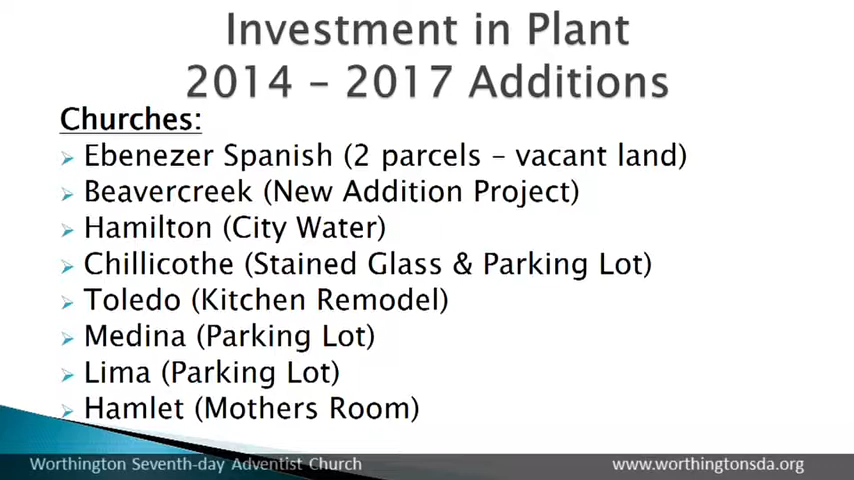 Investment in Plant
2014 – 2017 Additions
Churches:
Ebenezer Spanish (2 parcels – vacant land)
Beavercreek (New Addition Project)
Hamilton (City Water)
Chillicothe (Stained Glass & Parking Lot)
Toledo (Kitchen Remodel)
Medina (Parking Lot)
Lima (Parking Lot)
Hamlet (Mothers Room)
Worthington Seventh-day Adventist Church
www.worthingtonsda.org